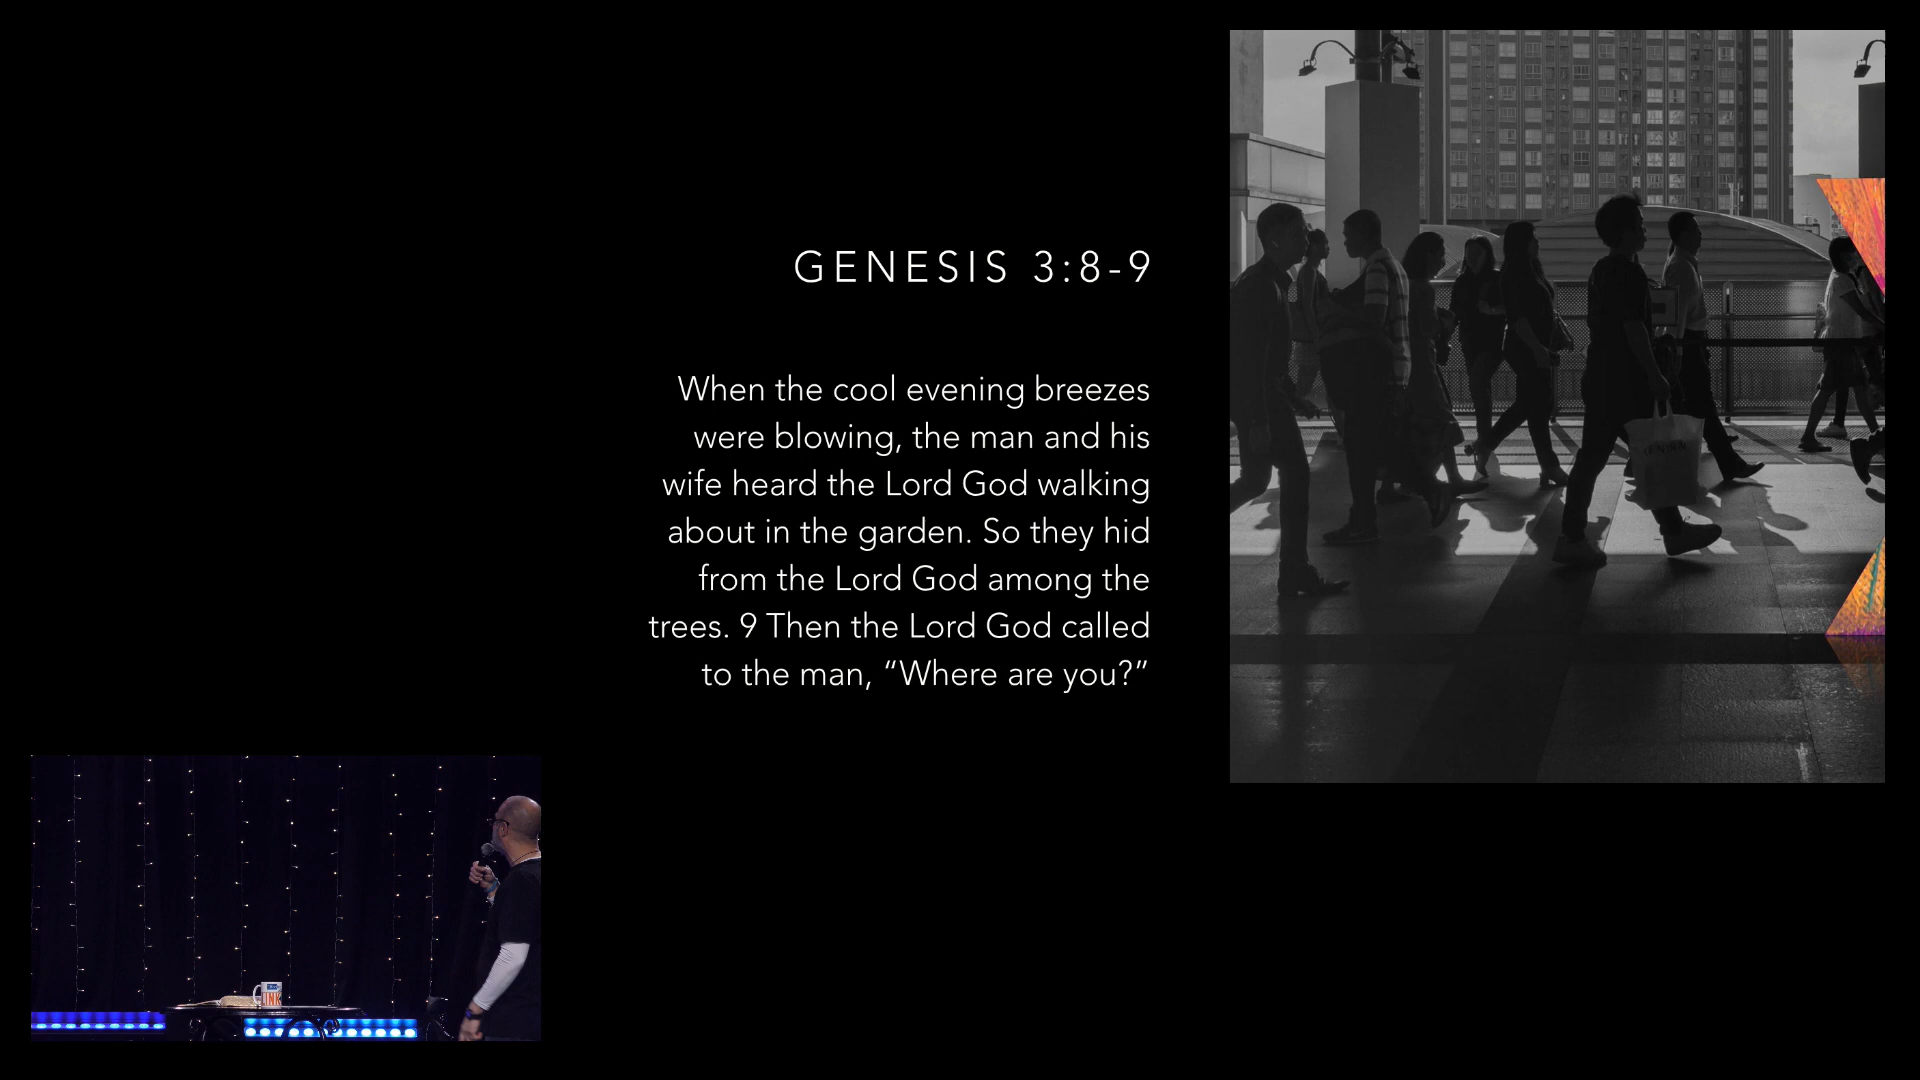 GENESIS 3:8-9
When the cool evening breezes
were blowing, the man and his
wife heard the Lord God walking
about in the garden. So they hid
from the Lord God among the
trees. 9 Then the Lord God called
to the man, “Where are you?”